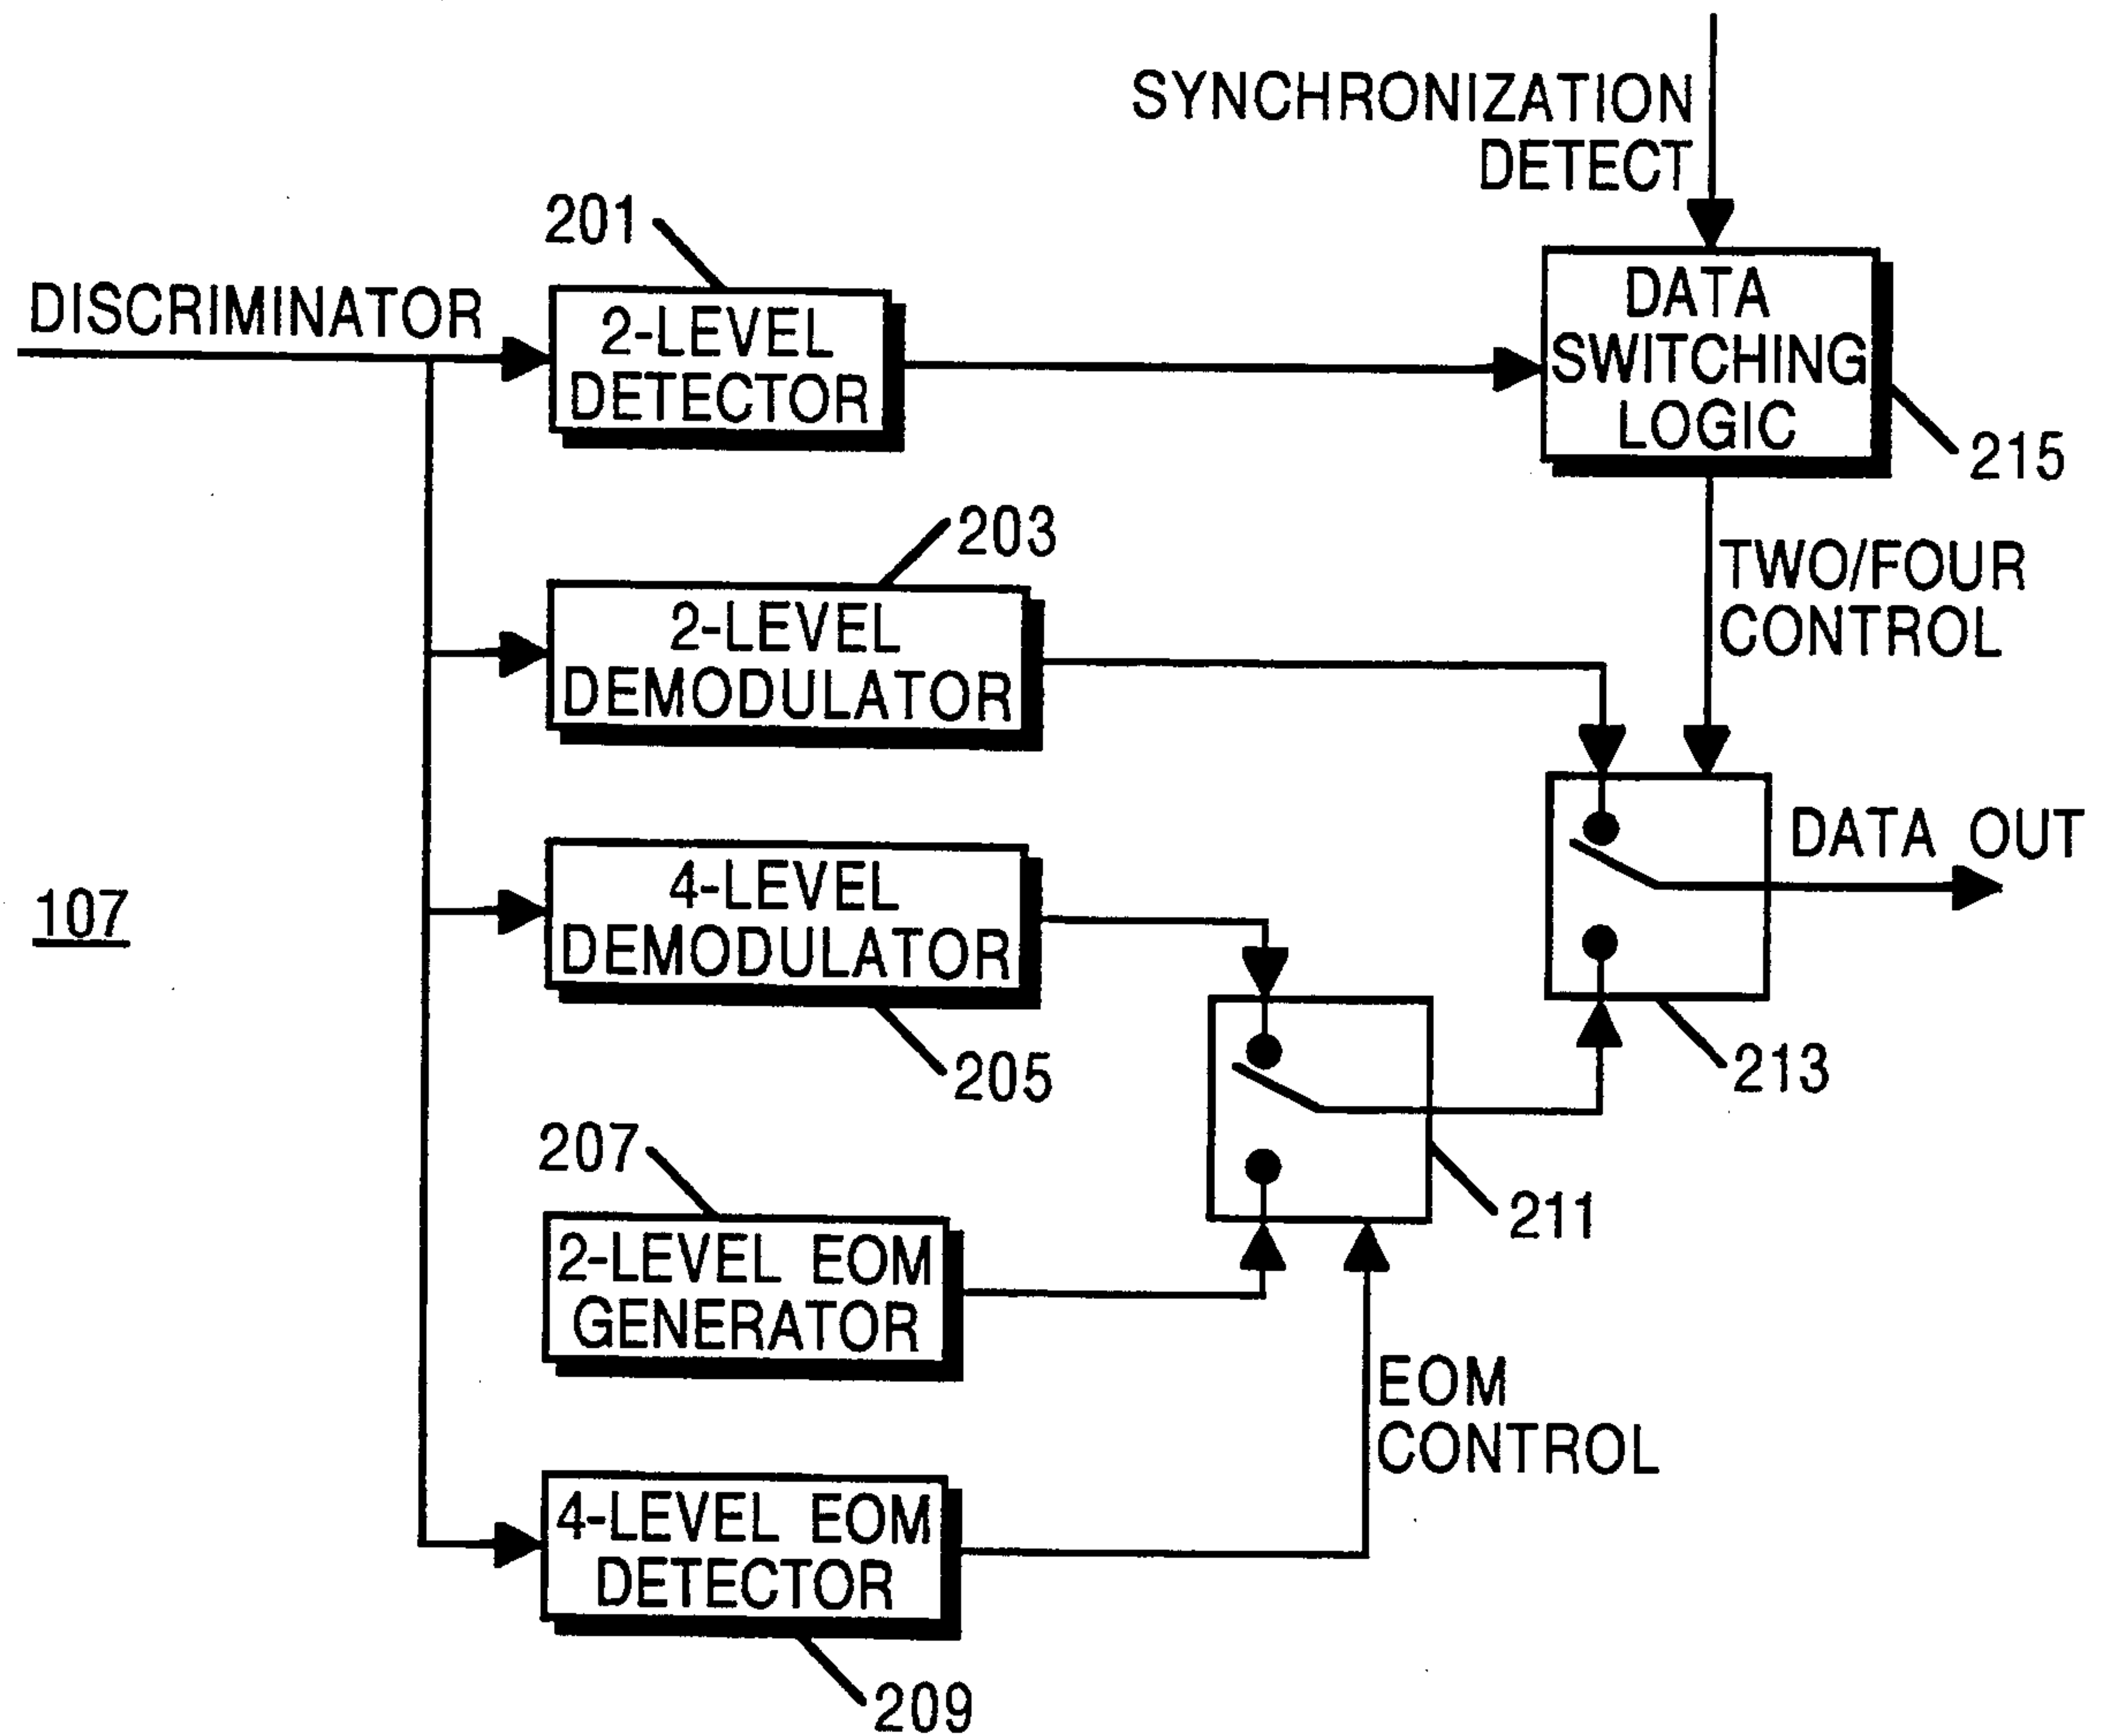 SYNCHRONIZATION
DETECT
201
DISCRIMINATOR
2-LEVEL
DETECTOR
DATA
SWITCHING
LOGIC
215
203
2-LEVEL
DEMODULATOR
TWO/FOUR
CONTROL
4-LEVEL
DEMODULATOR
DATA OUT
107
205
213
207
211
2-LEVEL EOM
GENERATOR
EOM
CONTROL
4-LEVEL EOM
DETECTOR
209